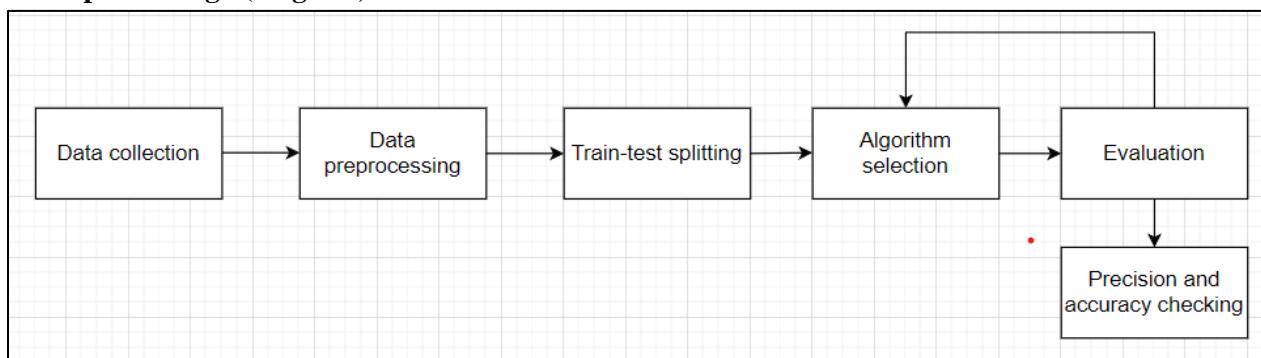 Data collection
Data
preprocessing
Train-test splitting
Algorithm
selection
Evaluation
Precision and
accuracy checking